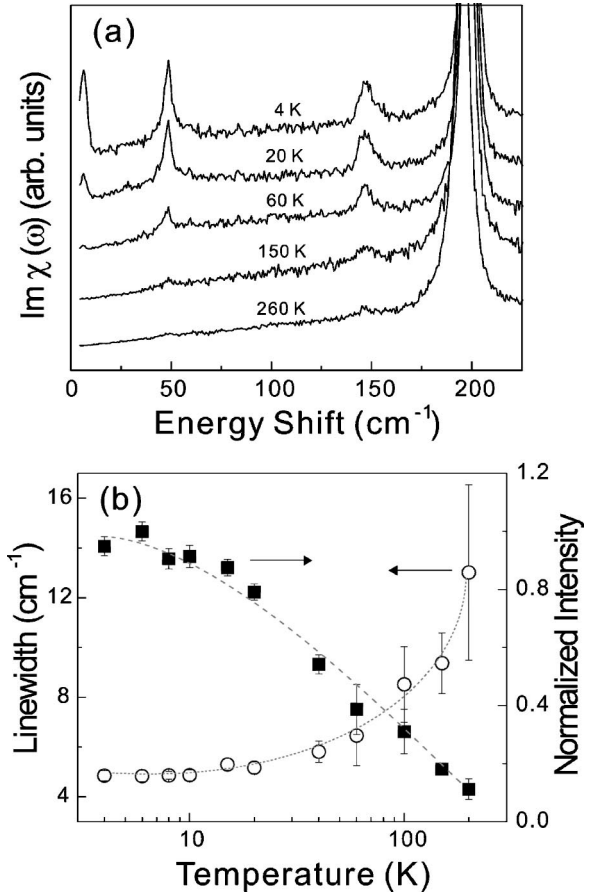 (a)
Im χ (ω) (arb. units)
4 K
20 K
60 K
150 K
260 K
0 50 100 150 200
Energy Shift (cm⁻¹)
(b)
16
12
8
4
Linewidth (cm⁻¹)
1.2
0.8
0.4
0.0
Normalized Intensity
10 100
Temperature (K)